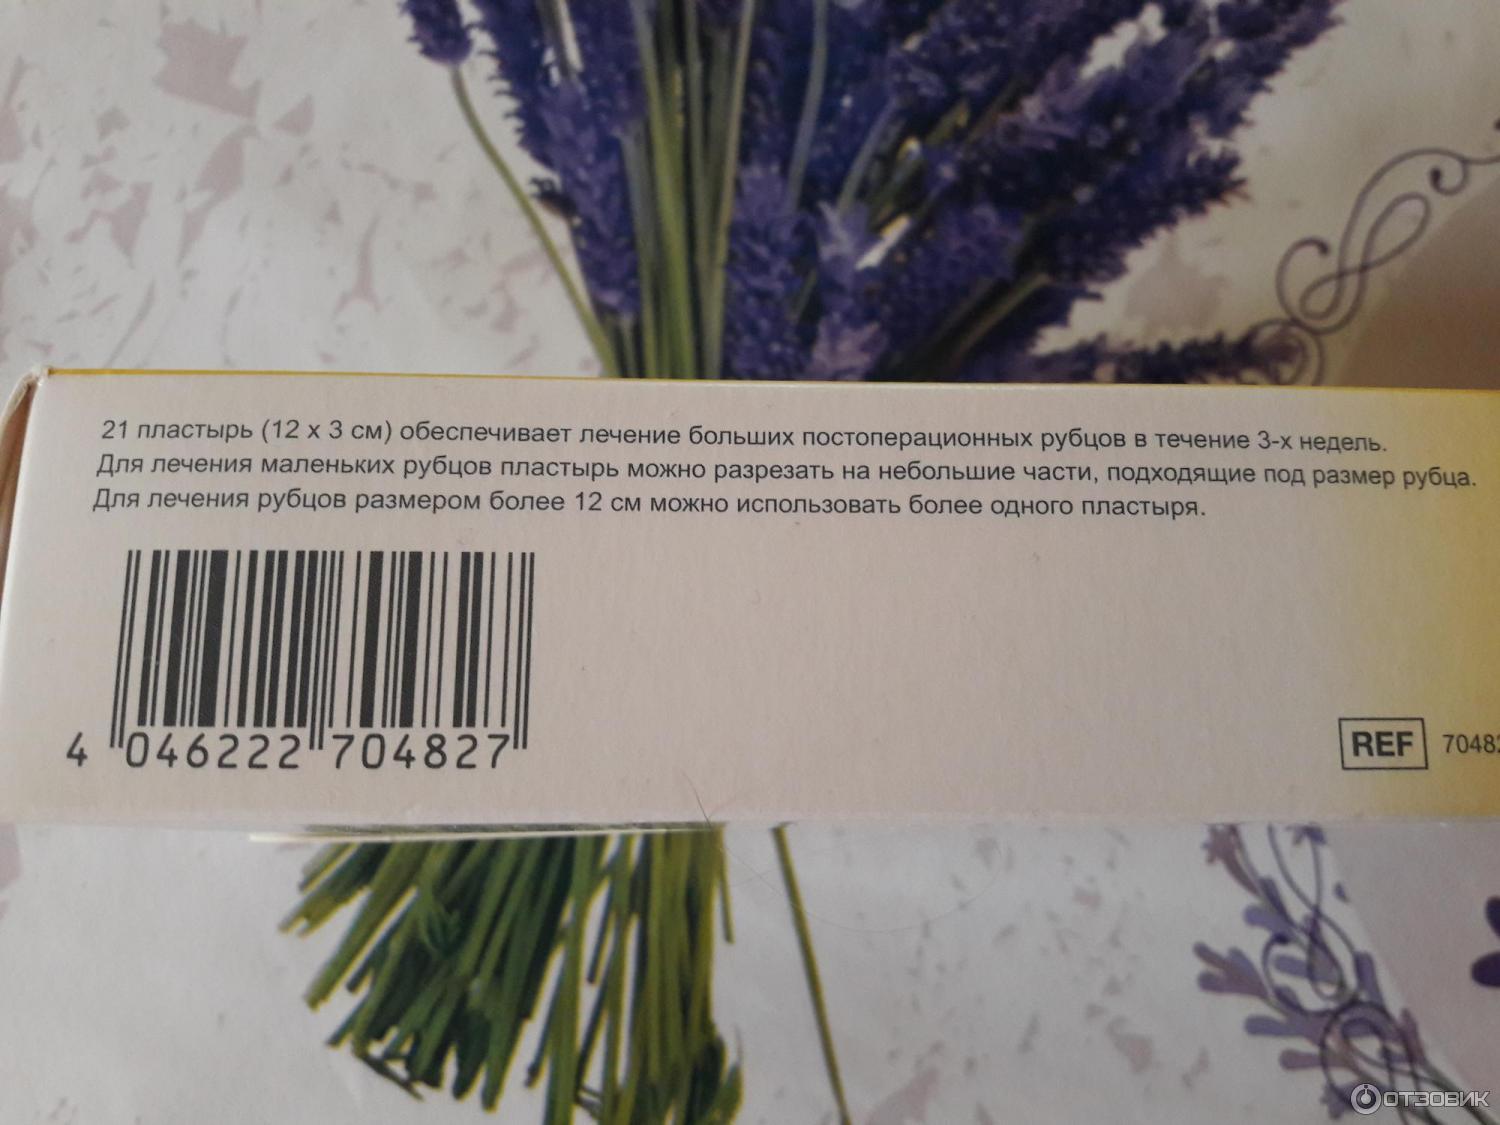 21 пластырь (12 х 3 см) обеспечивает лечение больших постоперационных рубцов в течение 3-х недель.
Для лечения маленьких рубцов пластырь можно разрезать на небольшие части, подходящие под размер рубца.
Для лечения рубцов размером более 12 см можно использовать более одного пластыря.
4 046222 704827
REF 7048
ОТЗОВИК